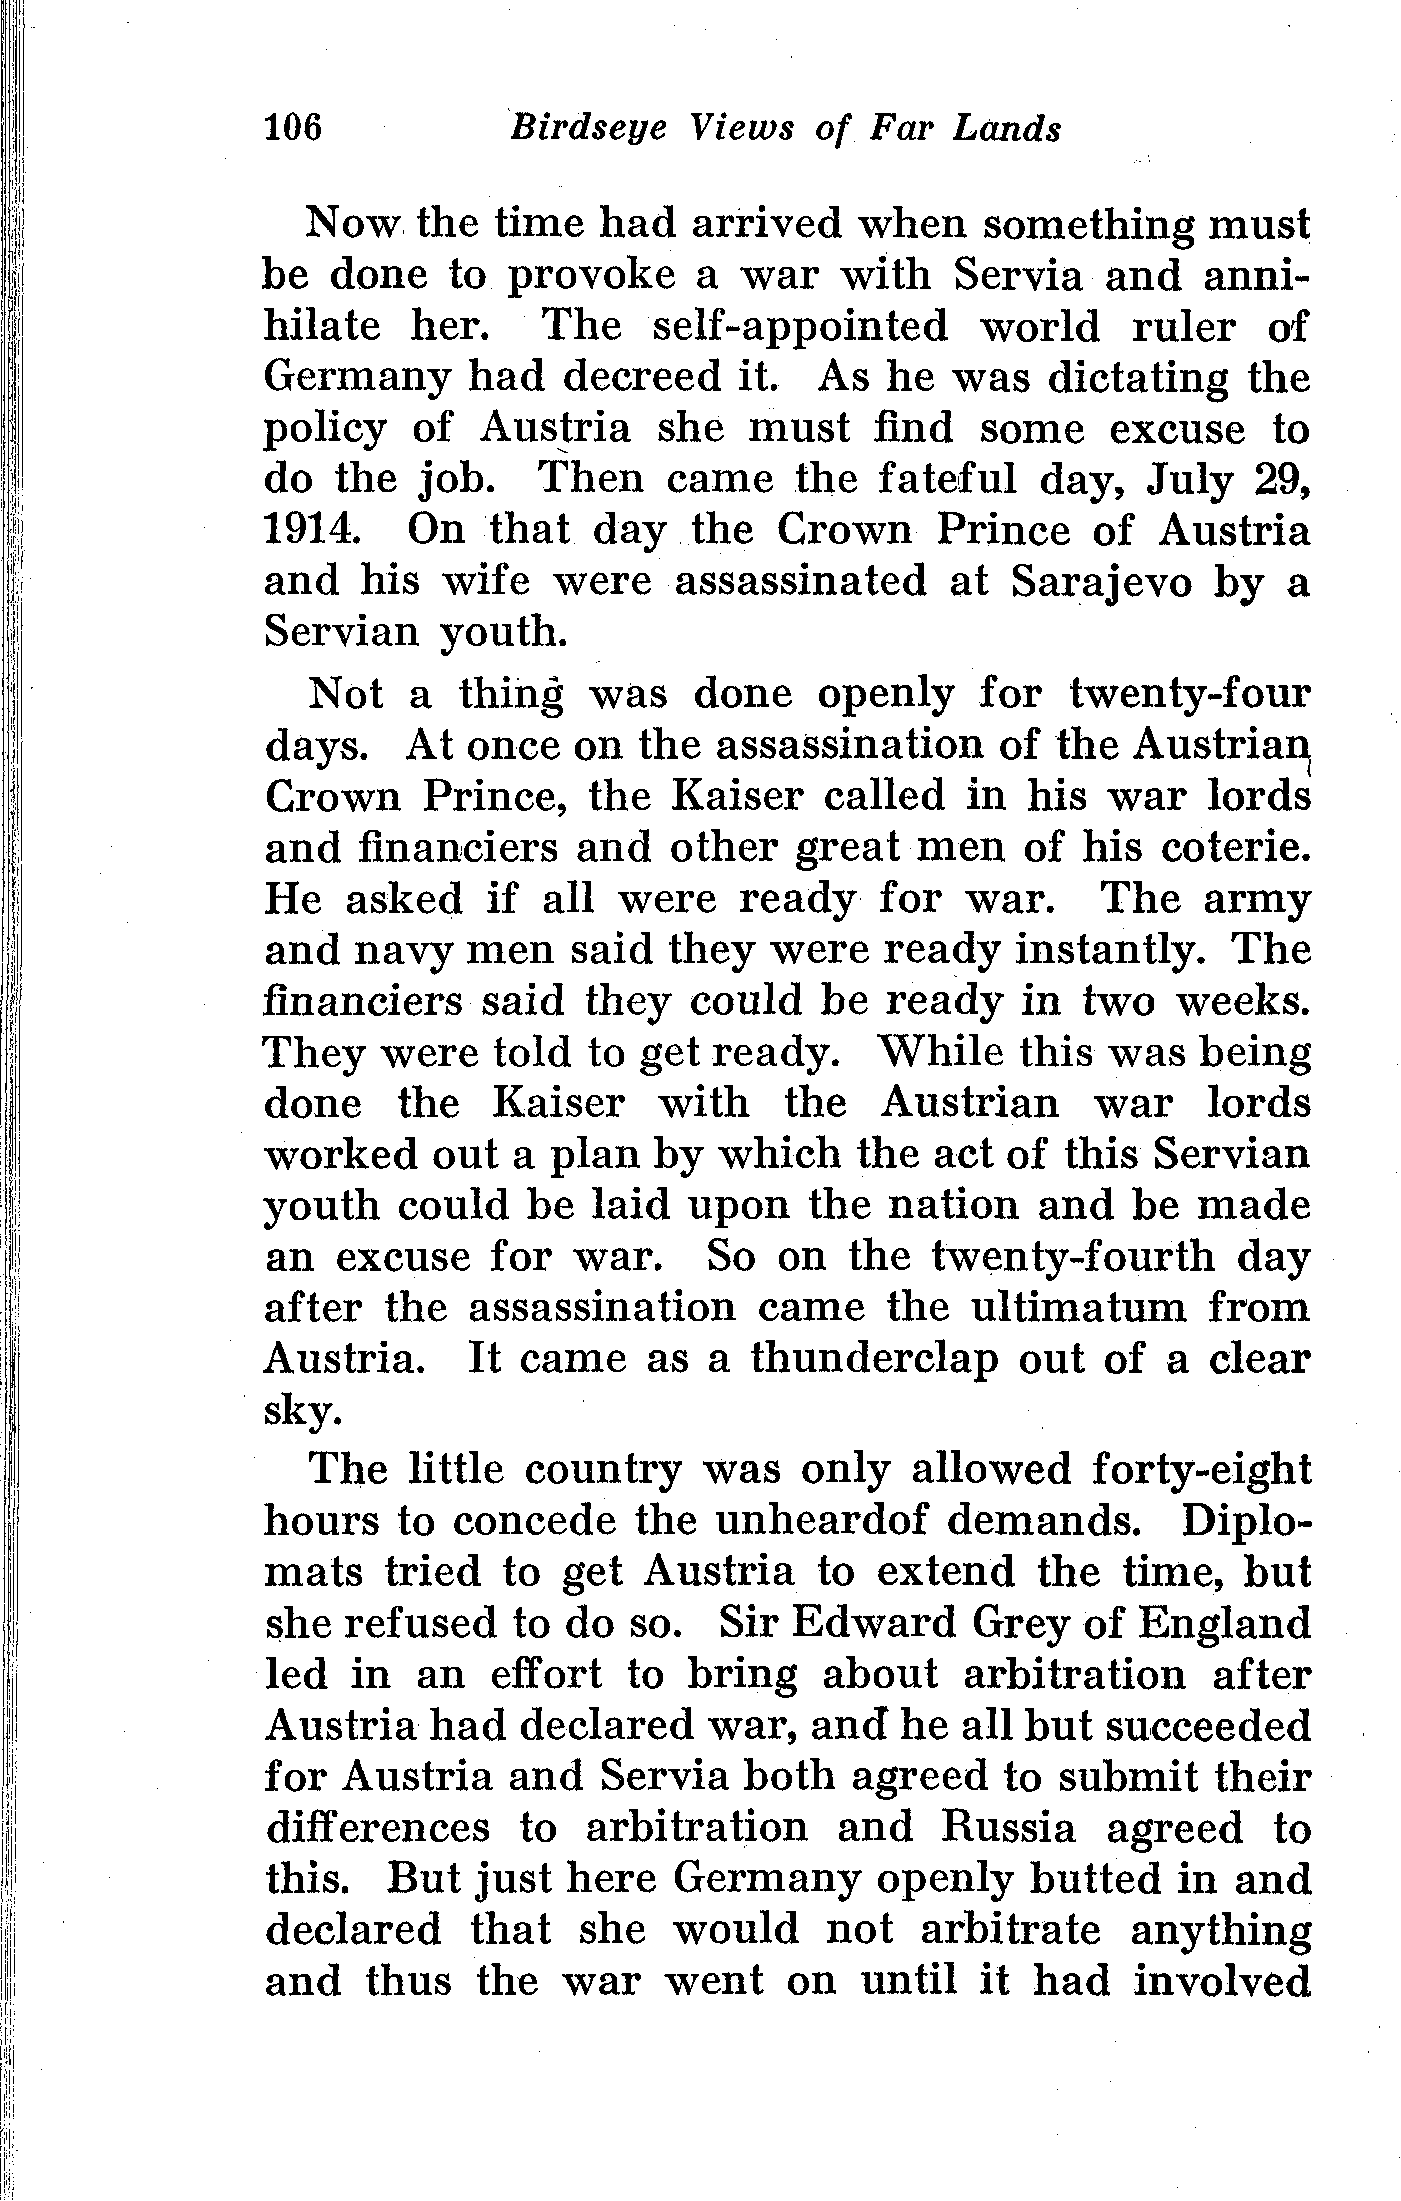 106 Birdseye Views of Far Lands
Now the time had arrived when something must
be done to provoke a war with Servia and anni-
hilate her. The self-appointed world ruler of
Germany had decreed it. As he was dictating the
policy of Austria she must find some excuse to
do the job. Then came the fateful day, July 29,
1914. On that day the Crown Prince of Austria
and his wife were assassinated at Sarajevo by a
Servian youth.
Not a thing was done openly for twenty-four
days. At once on the assassination of the Austrian
Crown Prince, the Kaiser called in his war lords
and financiers and other great men of his coterie.
He asked if all were ready for war. The army
and navy men said they were ready instantly. The
financiers said they could be ready in two weeks.
They were told to get ready. While this was being
done the Kaiser with the Austrian war lords
worked out a plan by which the act of this Servian
youth could be laid upon the nation and be made
an excuse for war. So on the twenty-fourth day
after the assassination came the ultimatum from
Austria. It came as a thunderclap out of a clear
sky.
The little country was only allowed forty-eight
hours to concede the unheardof demands. Diplo-
mats tried to get Austria to extend the time, but
she refused to do so. Sir Edward Grey of England
led in an effort to bring about arbitration after
Austria had declared war, and he all but succeeded
for Austria and Servia both agreed to submit their
differences to arbitration and Russia agreed to
this. But just here Germany openly butted in and
declared that she would not arbitrate anything
and thus the war went on until it had involved